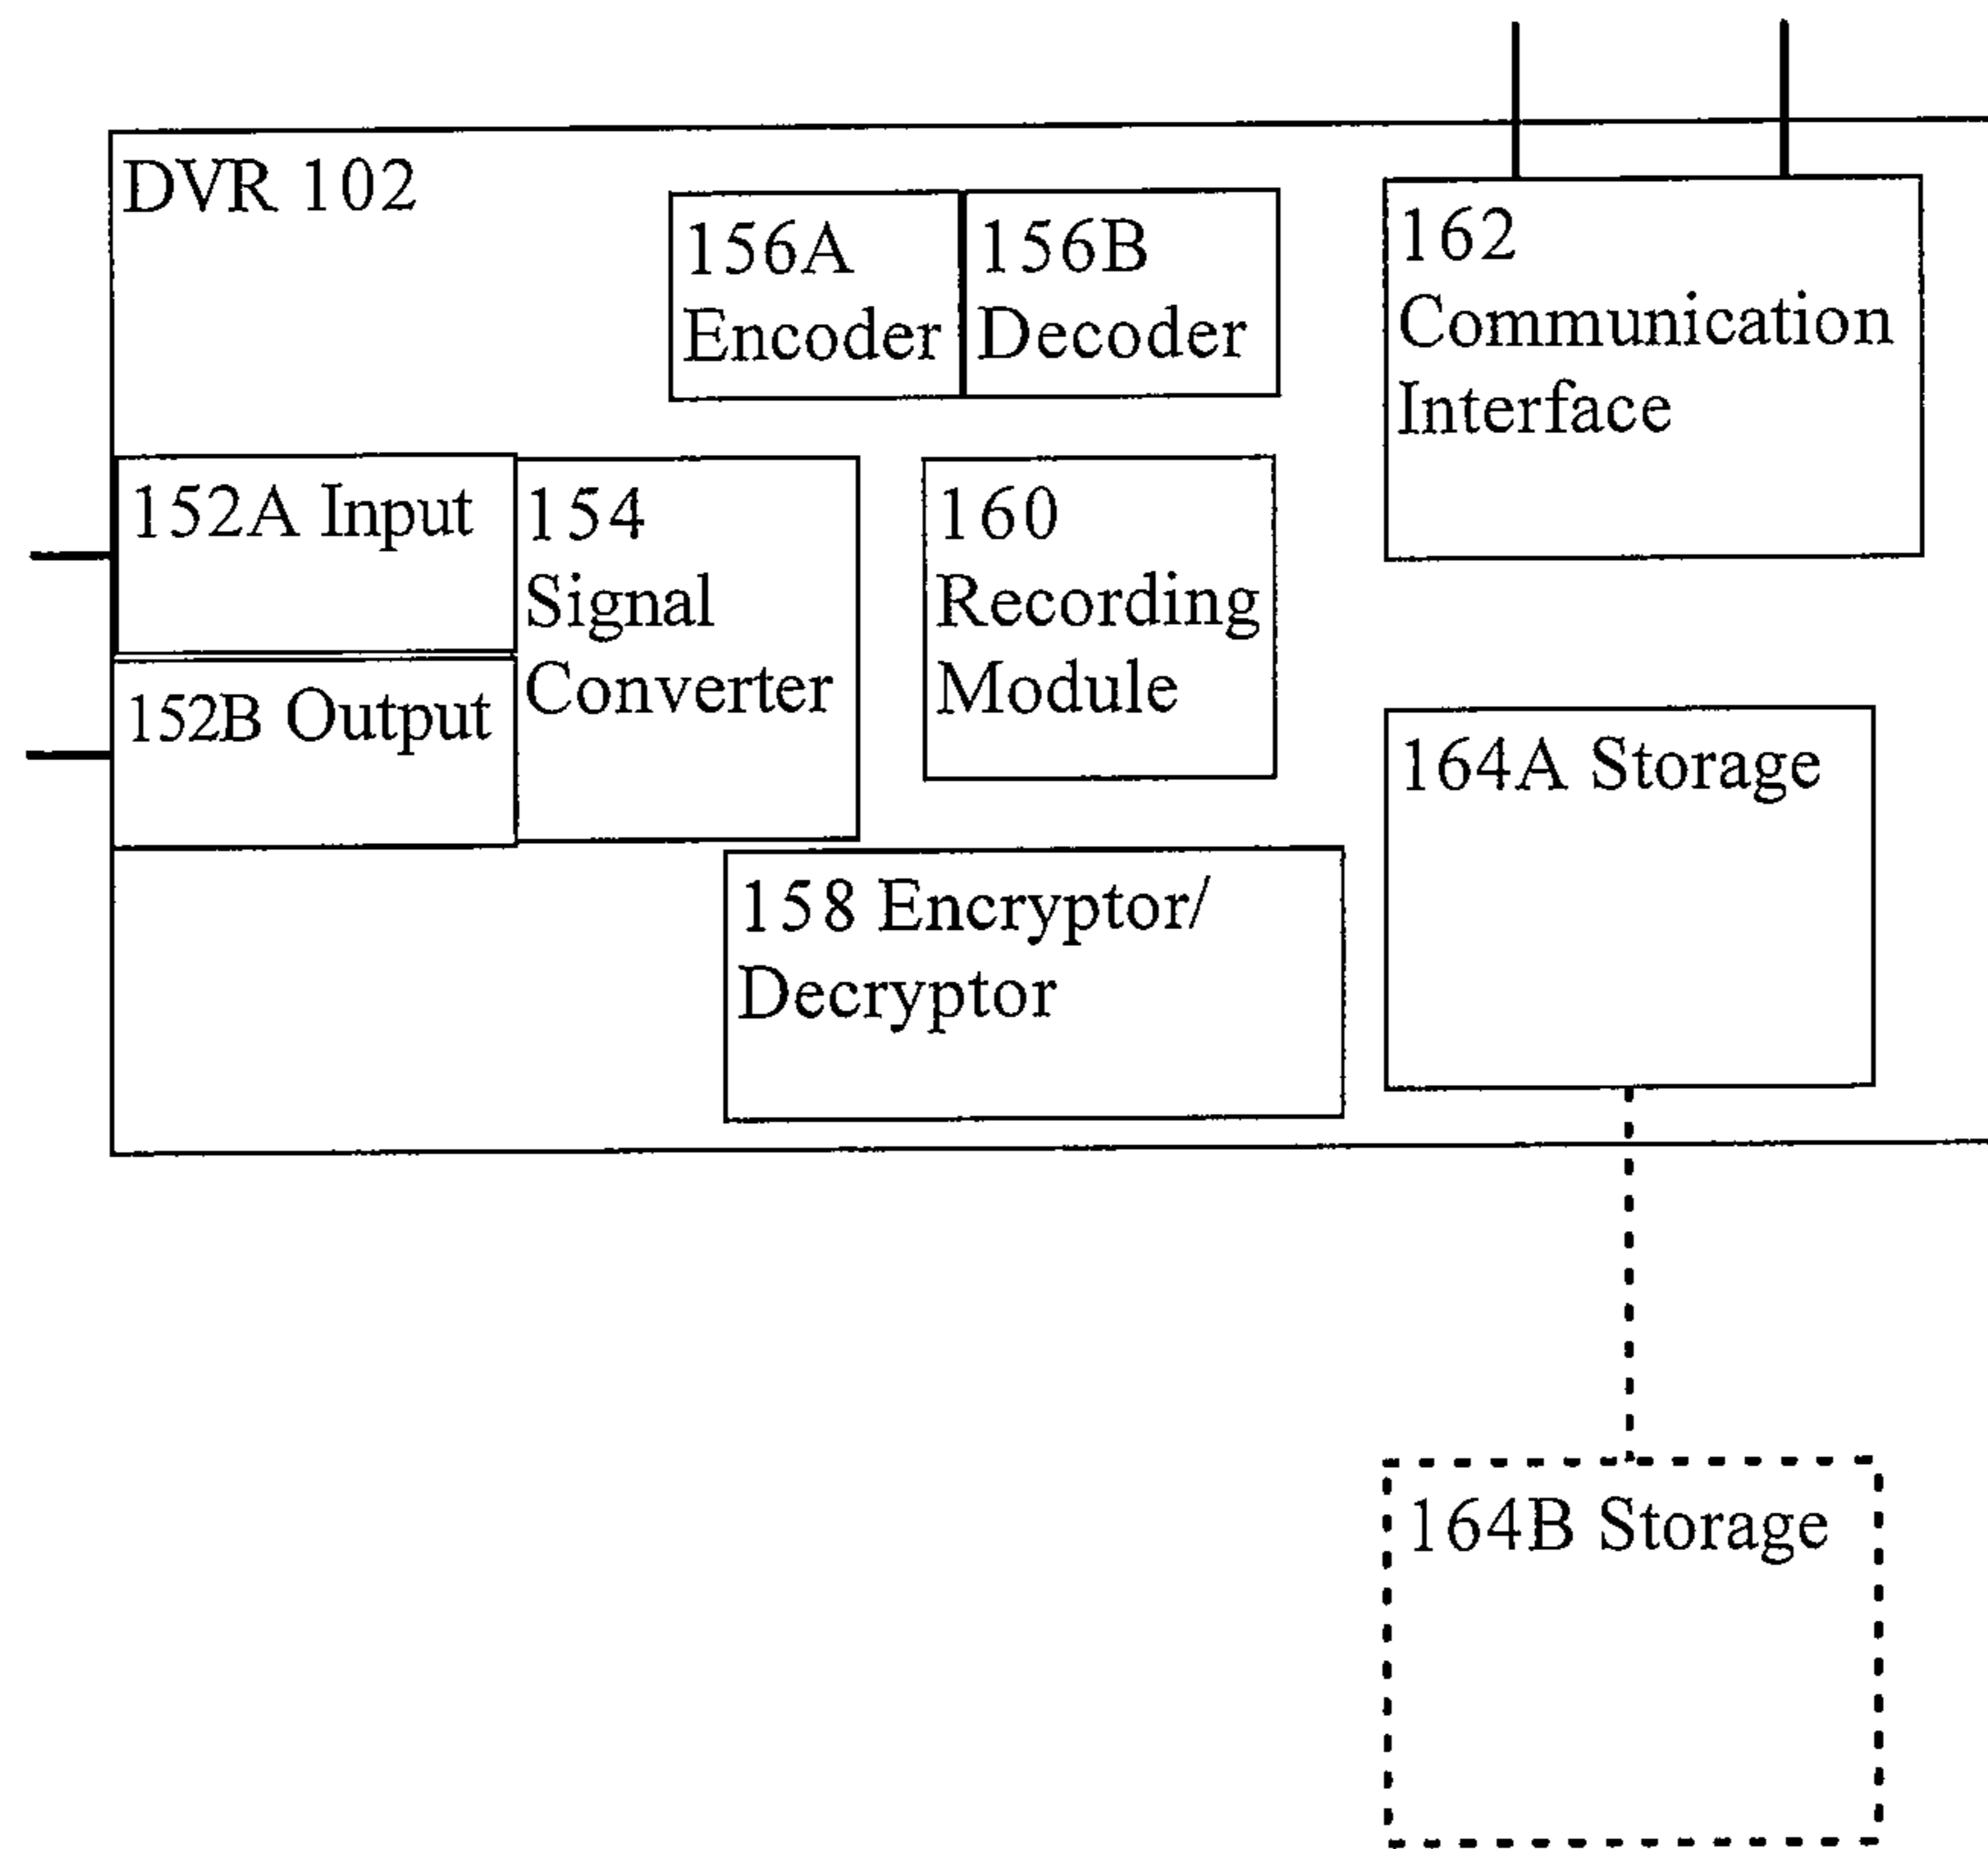 DVR 102
156A
Encoder
156B
Decoder
162
Communication
Interface
152A Input
154
Signal
Converter
160
Recording
Module
152B Output
164A Storage
158 Encryptor/
Decryptor
164B Storage